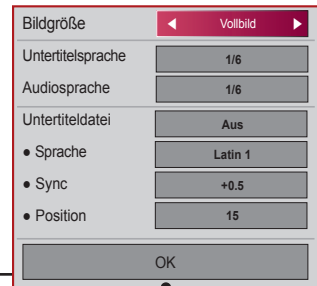 Bildgröße Vollbild
Untertitelsprache 1/6
Audiosprache 1/6
Untertiteldatei Aus
● Sprache Latin 1
● Sync +0.5
● Position 15
OK